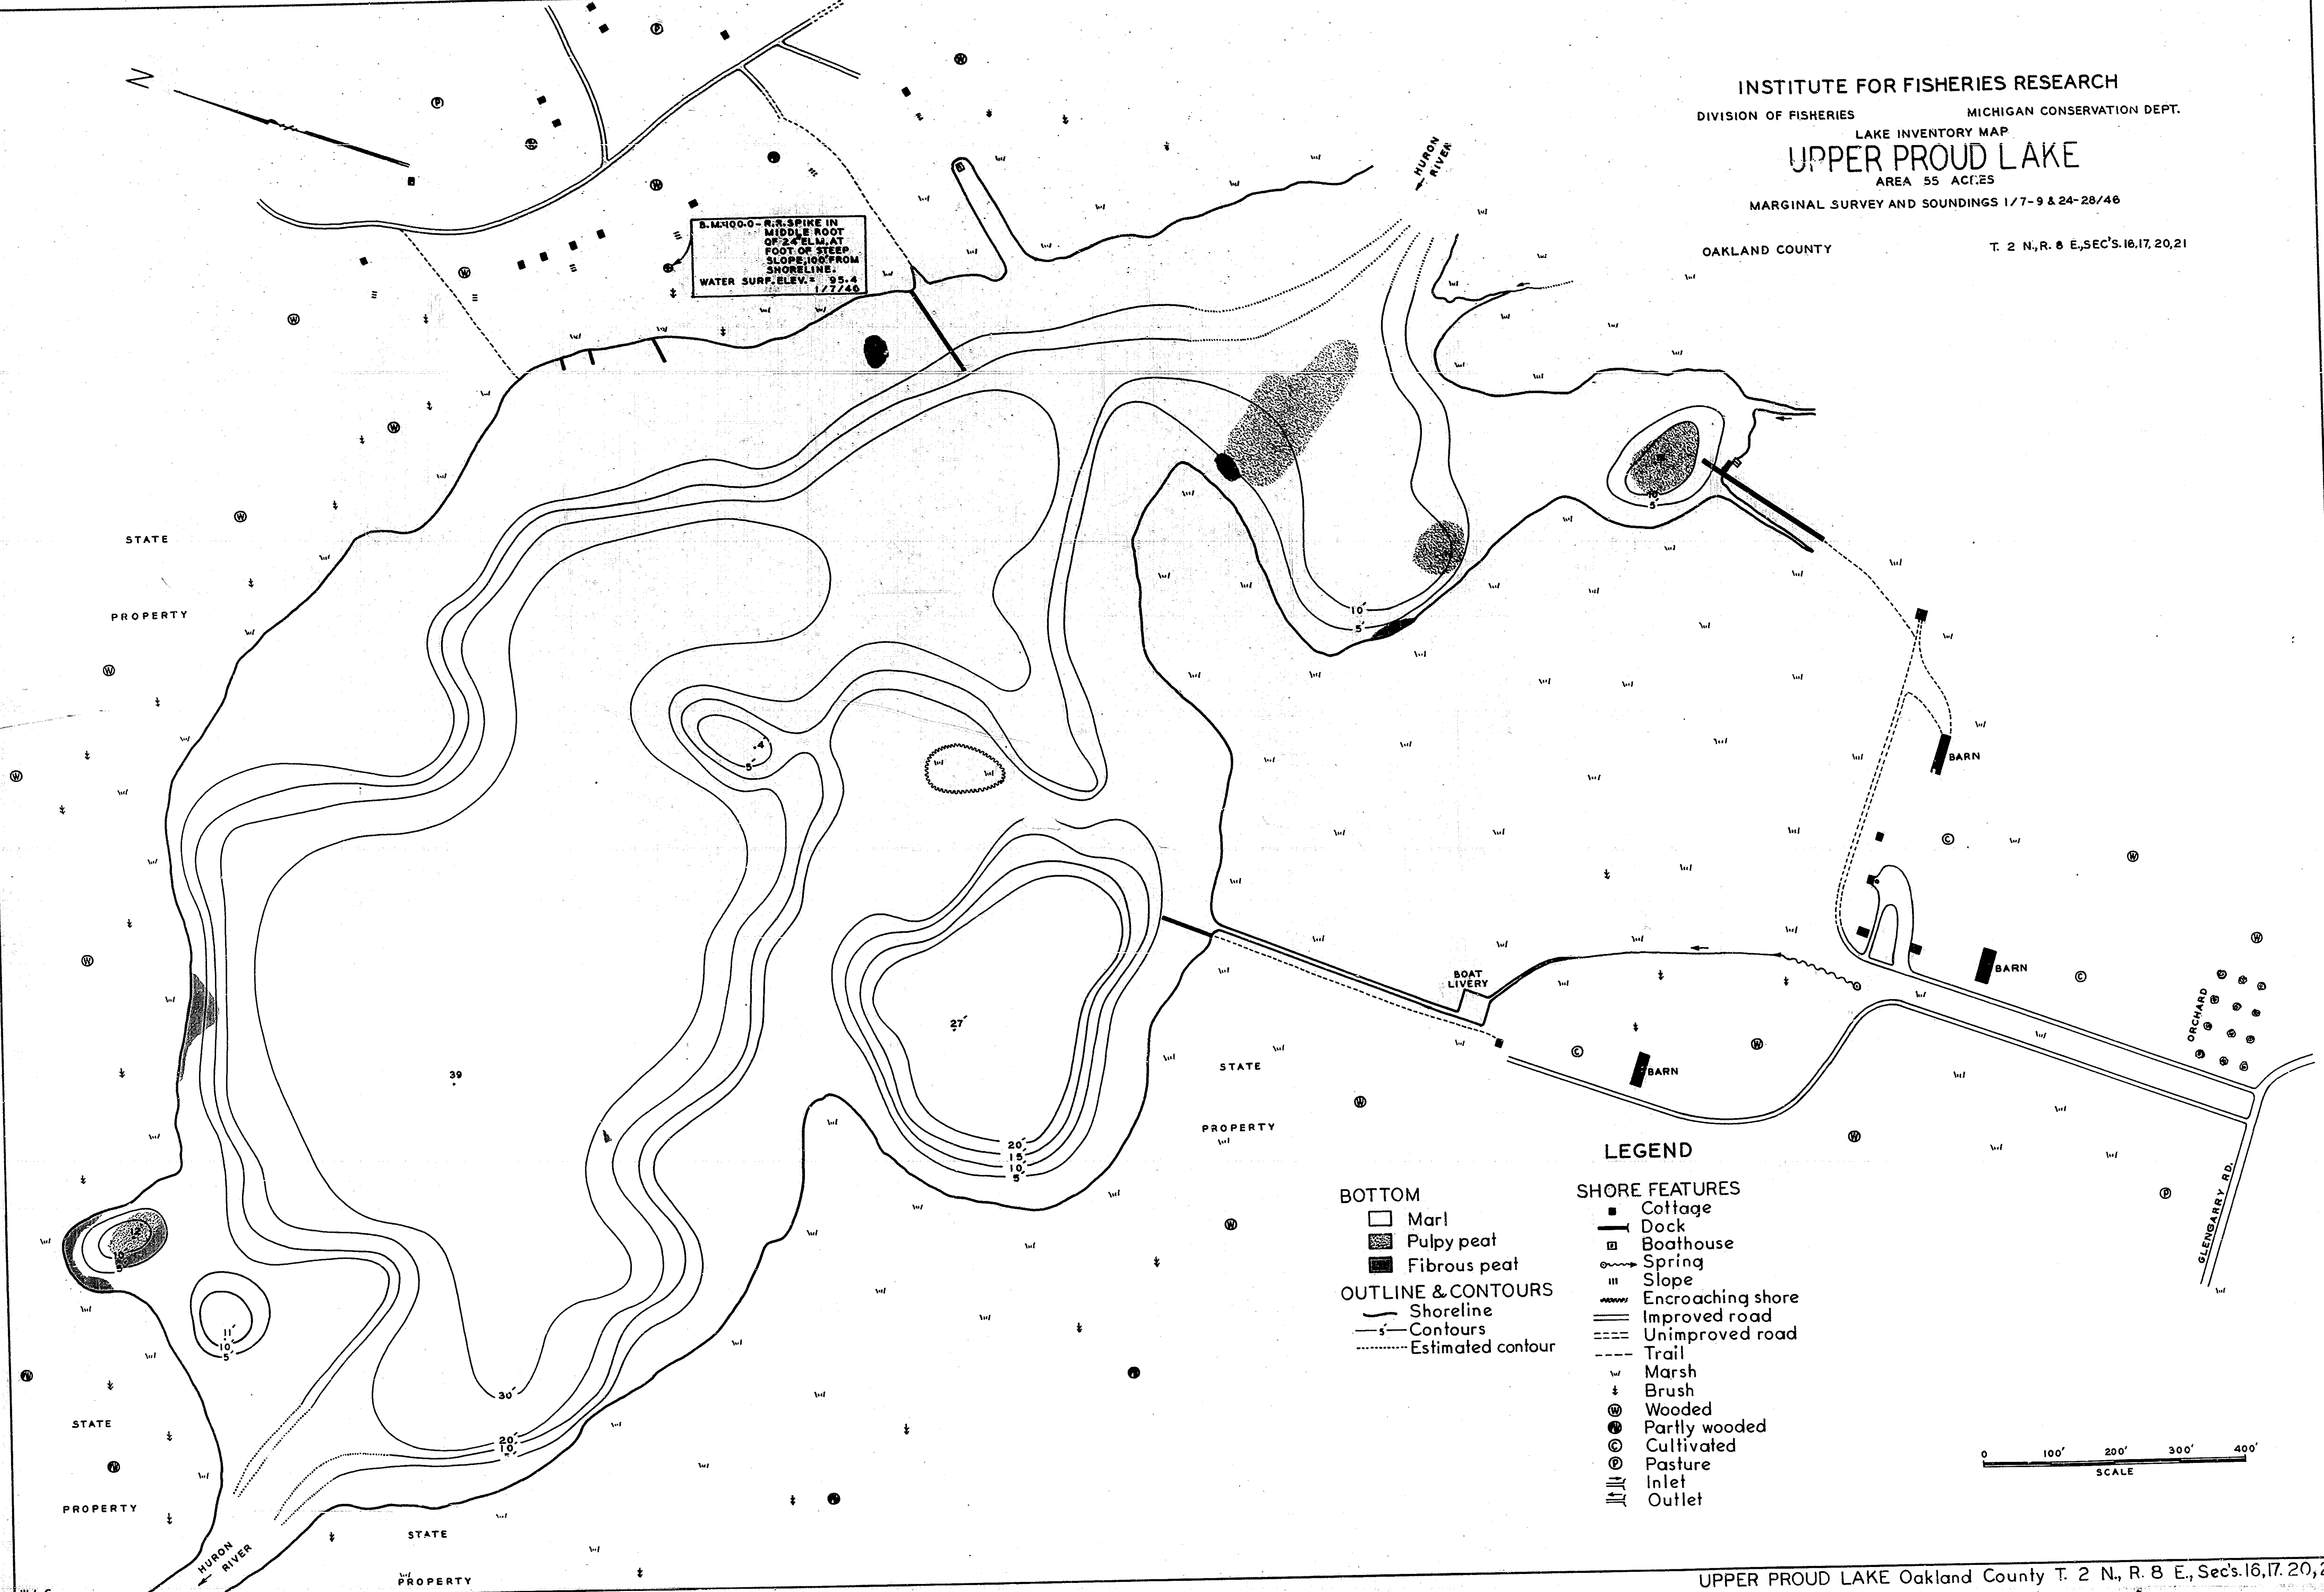 INSTITUTE FOR FISHERIES RESEARCH
DIVISION OF FISHERIES MICHIGAN CONSERVATION DEPT.
LAKE INVENTORY MAP
UPPER PROUD LAKE
AREA 55 ACRES
MARGINAL SURVEY AND SOUNDINGS 1/7-9 & 24-28/46
OAKLAND COUNTY T. 2 N., R. 8 E., SEC'S. 16, 17, 20, 21
N
HURON
RIVER
B.M.=100.0-R.R. SPIKE IN
MIDDLE ROOT
OF 24" ELM, AT
FOOT OF STEEP
SLOPE, 100' FROM
SHORELINE.
WATER SURF. ELEV. = 95.4
1/7/46
STATE
PROPERTY
10'
5'
10'
5'
4'
5'
BARN
27'
20'
15'
10'
5'
39
BOAT
LIVERY
BARN
BARN
ORCHARD
GLENGARRY RD.
STATE
PROPERTY
12'
10'
5'
11'
10'
5'
30'
20'
10'
5'
STATE
PROPERTY
STATE
PROPERTY
HURON
RIVER
LEGEND
BOTTOM
Marl
Pulpy peat
Fibrous peat
OUTLINE & CONTOURS
Shoreline
5' Contours
Estimated contour
SHORE FEATURES
Cottage
Dock
Boathouse
Spring
Slope
Encroaching shore
Improved road
Unimproved road
Trail
Marsh
Brush
W Wooded
Partly wooded
C Cultivated
P Pasture
Inlet
Outlet
0 100' 200' 300' 400'
SCALE
UPPER PROUD LAKE Oakland County T. 2 N., R. 8 E., Sec's. 16, 17, 20,